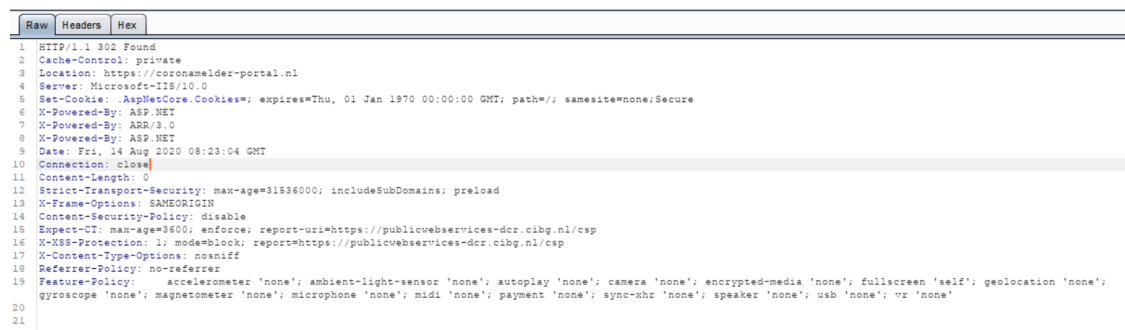 Raw Headers Hex
1 HTTP/1.1 302 Found
2 Cache-Control: private
3 Location: https://coronamelder-portal.nl
4 Server: Microsoft-IIS/10.0
5 Set-Cookie: .AspNetCore.Cookies=; expires=Thu, 01 Jan 1970 00:00:00 GMT; path=/; samesite=none;Secure
6 X-Powered-By: ASP.NET
7 X-Powered-By: ARR/3.0
8 X-Powered-By: ASP.NET
9 Date: Fri, 14 Aug 2020 08:23:04 GMT
10 Connection: close
11 Content-Length: 0
12 Strict-Transport-Security: max-age=31536000; includeSubDomains; preload
13 X-Frame-Options: SAMEORIGIN
14 Content-Security-Policy: disable
15 Expect-CT: max-age=3600; enforce; report-uri=https://publicwebservices-dcr.cibg.nl/csp
16 X-XSS-Protection: 1; mode=block; report=https://publicwebservices-dcr.cibg.nl/csp
17 X-Content-Type-Options: nosniff
18 Referrer-Policy: no-referrer
19 Feature-Policy: accelerometer 'none'; ambient-light-sensor 'none'; autoplay 'none'; camera 'none'; encrypted-media 'none'; fullscreen 'self'; geolocation 'none';
gyroscope 'none'; magnetometer 'none'; microphone 'none'; midi 'none'; payment 'none'; sync-xhr 'none'; speaker 'none'; usb 'none'; vr 'none'
20
21